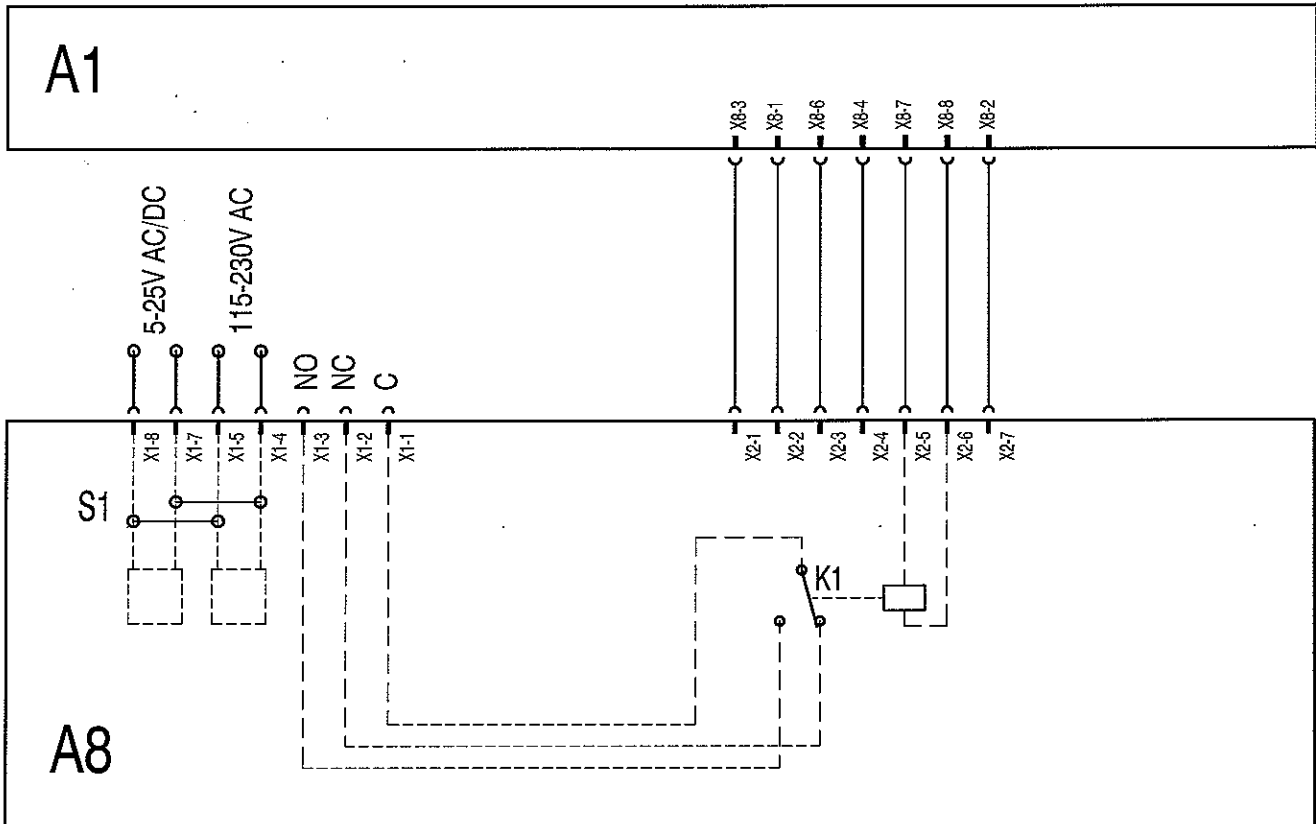 A1
X8-3
X8-1
X8-6
X8-4
X8-7
X8-8
X8-2
5-25V AC/DC
115-230V AC
NO
NC
C
X1-8
X1-7
X1-5
X1-4
X1-3
X1-2
X1-1
X2-1
X2-2
X2-3
X2-4
X2-5
X2-6
X2-7
S1
K1
A8